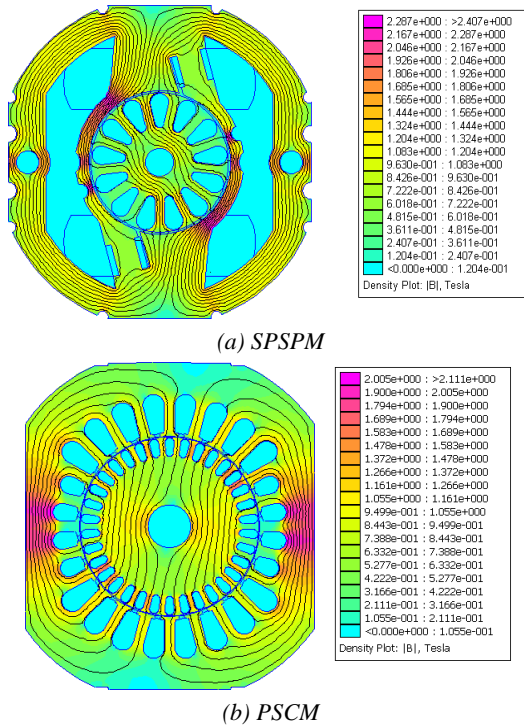 2.287e+000 : >2.407e+000
2.167e+000 : 2.287e+000
2.046e+000 : 2.167e+000
1.926e+000 : 2.046e+000
1.806e+000 : 1.926e+000
1.685e+000 : 1.806e+000
1.565e+000 : 1.685e+000
1.444e+000 : 1.565e+000
1.324e+000 : 1.444e+000
1.204e+000 : 1.324e+000
1.083e+000 : 1.204e+000
9.630e-001 : 1.083e+000
8.426e-001 : 9.630e-001
7.222e-001 : 8.426e-001
6.018e-001 : 7.222e-001
4.815e-001 : 6.018e-001
3.611e-001 : 4.815e-001
2.407e-001 : 3.611e-001
1.204e-001 : 2.407e-001
<0.000e+000 : 1.204e-001
Density Plot: |B|, Tesla
(a) SPSPM
2.005e+000 : >2.111e+000
1.900e+000 : 2.005e+000
1.794e+000 : 1.900e+000
1.689e+000 : 1.794e+000
1.583e+000 : 1.689e+000
1.478e+000 : 1.583e+000
1.372e+000 : 1.478e+000
1.266e+000 : 1.372e+000
1.161e+000 : 1.266e+000
1.055e+000 : 1.161e+000
9.499e-001 : 1.055e+000
8.443e-001 : 9.499e-001
7.388e-001 : 8.443e-001
6.332e-001 : 7.388e-001
5.277e-001 : 6.332e-001
4.222e-001 : 5.277e-001
3.166e-001 : 4.222e-001
2.111e-001 : 3.166e-001
1.055e-001 : 2.111e-001
<0.000e+000 : 1.055e-001
Density Plot: |B|, Tesla
(b) PSCM